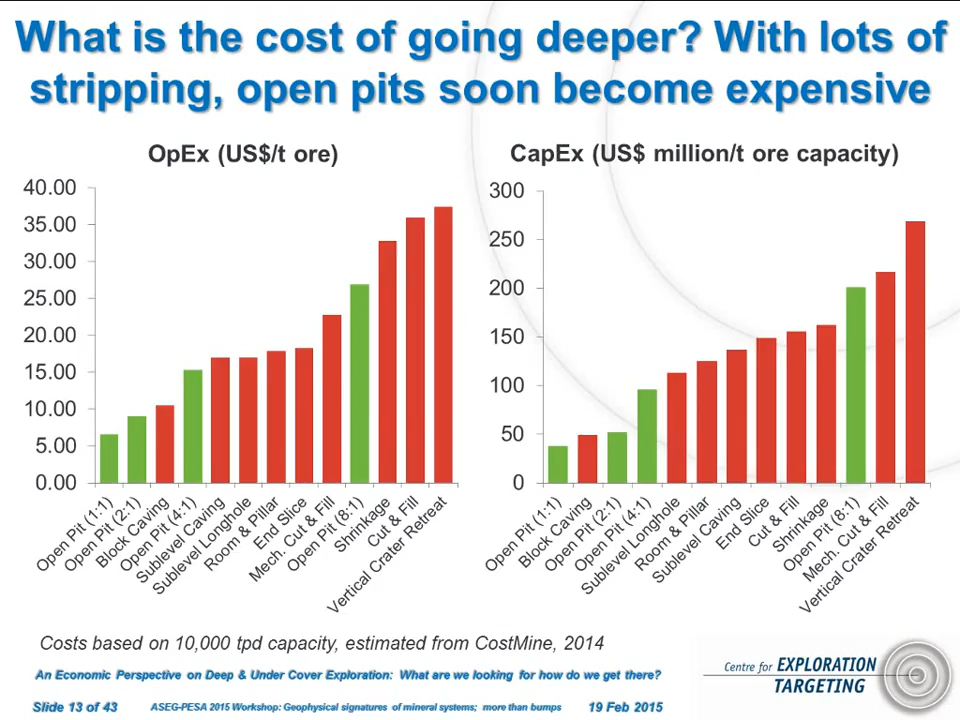 What is the cost of going deeper? With lots of
stripping, open pits soon become expensive
OpEx (US$/t ore)
40.00
35.00
30.00
25.00
20.00
15.00
10.00
5.00
0.00
Open Pit (1:1)
Open Pit (2:1)
Block Caving
Open Pit (4:1)
Sublevel Caving
Sublevel Longhole
Room & Pillar
End Slice
Mech. Cut & Fill
Open Pit (8:1)
Shrinkage
Cut & Fill
Vertical Crater Retreat
CapEx (US$ million/t ore capacity)
300
250
200
150
100
50
0
Open Pit (1:1)
Block Caving
Open Pit (2:1)
Open Pit (4:1)
Sublevel Longhole
Room & Pillar
Sublevel Caving
End Slice
Cut & Fill
Shrinkage
Open Pit (8:1)
Mech. Cut & Fill
Vertical Crater Retreat
Costs based on 10,000 tpd capacity, estimated from CostMine, 2014
An Economic Perspective on Deep & Under Cover Exploration: What are we looking for how do we get there?
Slide 13 of 43 ASEG-PESA 2015 Workshop: Geophysical signatures of mineral systems; more than bumps 19 Feb 2015
Centre for EXPLORATION
TARGETING